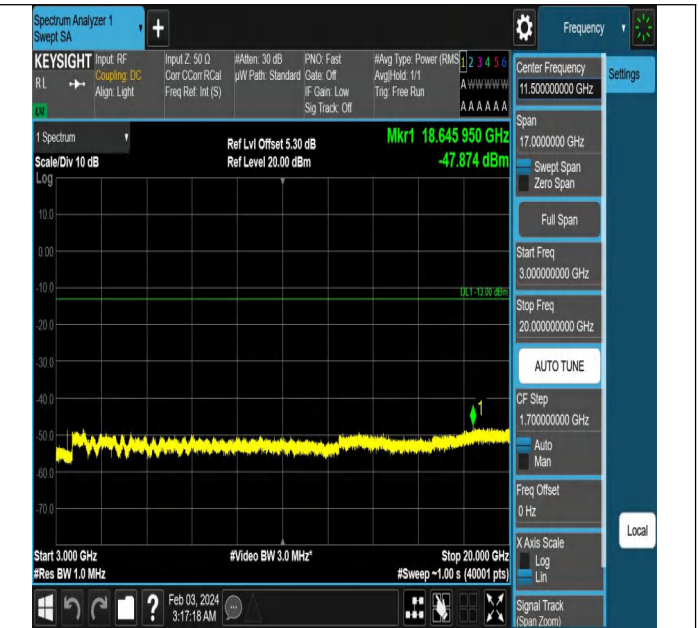 Spectrum Analyzer 1
Swept SA
+
Frequency
KEYSIGHT
RL
Input: RF
Coupling: DC
Align: Light
Input Z: 50 Ω
Corr CCorr RCal
Freq Ref: Int (S)
#Atten: 30 dB
µW Path: Standard
PNO: Fast
Gate: Off
IF Gain: Low
Sig Track: Off
#Avg Type: Power (RMS
Avg|Hold: 1/1
Trig: Free Run
1 2 3 4 5 6
A W W W W W
A A A A A A
1 Spectrum
Scale/Div 10 dB
Log
Ref Lvl Offset 5.30 dB
Ref Level 20.00 dBm
Mkr1 18.645 950 GHz
-47.874 dBm
10.0
0.00
-10.0
DL1 -13.00 dBm
-20.0
-30.0
-40.0
1
-50.0
-60.0
-70.0
Start 3.000 GHz
#Res BW 1.0 MHz
#Video BW 3.0 MHz*
Stop 20.000 GHz
#Sweep ~1.00 s (40001 pts)
Center Frequency
11.500000000 GHz
Settings
Span
17.0000000 GHz
Swept Span
Zero Span
Full Span
Start Freq
3.000000000 GHz
Stop Freq
20.000000000 GHz
AUTO TUNE
CF Step
1.700000000 GHz
Auto
Man
Freq Offset
0 Hz
X Axis Scale
Log
Lin
Local
Signal Track
(Span Zoom)
?
Feb 03, 2024
3:17:18 AM